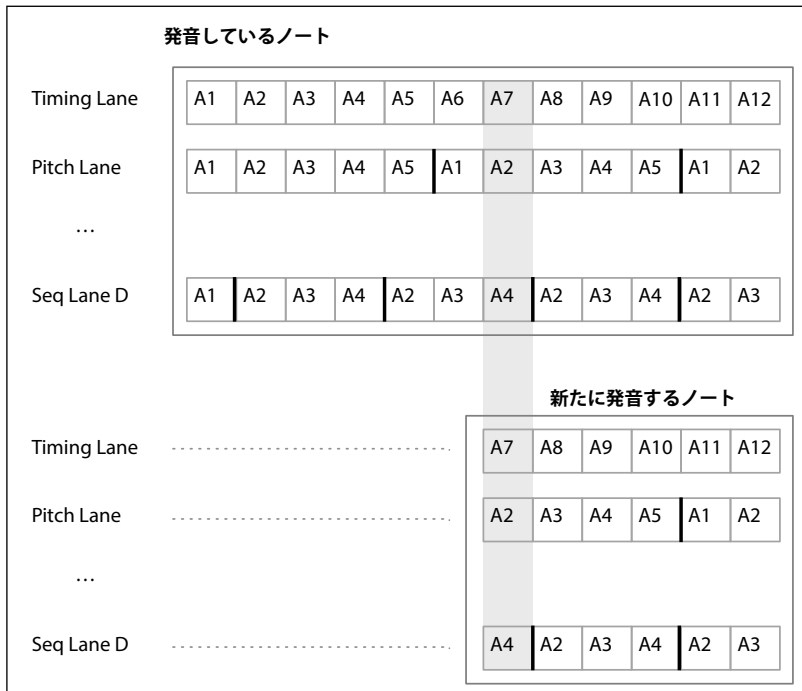 発音しているノート
Timing Lane A1 A2 A3 A4 A5 A6 A7 A8 A9 A10 A11 A12
Pitch Lane A1 A2 A3 A4 A5 A1 A2 A3 A4 A5 A1 A2
…
Seq Lane D A1 A2 A3 A4 A2 A3 A4 A2 A3 A4 A2 A3
新たに発音するノート
Timing Lane A7 A8 A9 A10 A11 A12
Pitch Lane A2 A3 A4 A5 A1 A2
…
Seq Lane D A4 A2 A3 A4 A2 A3